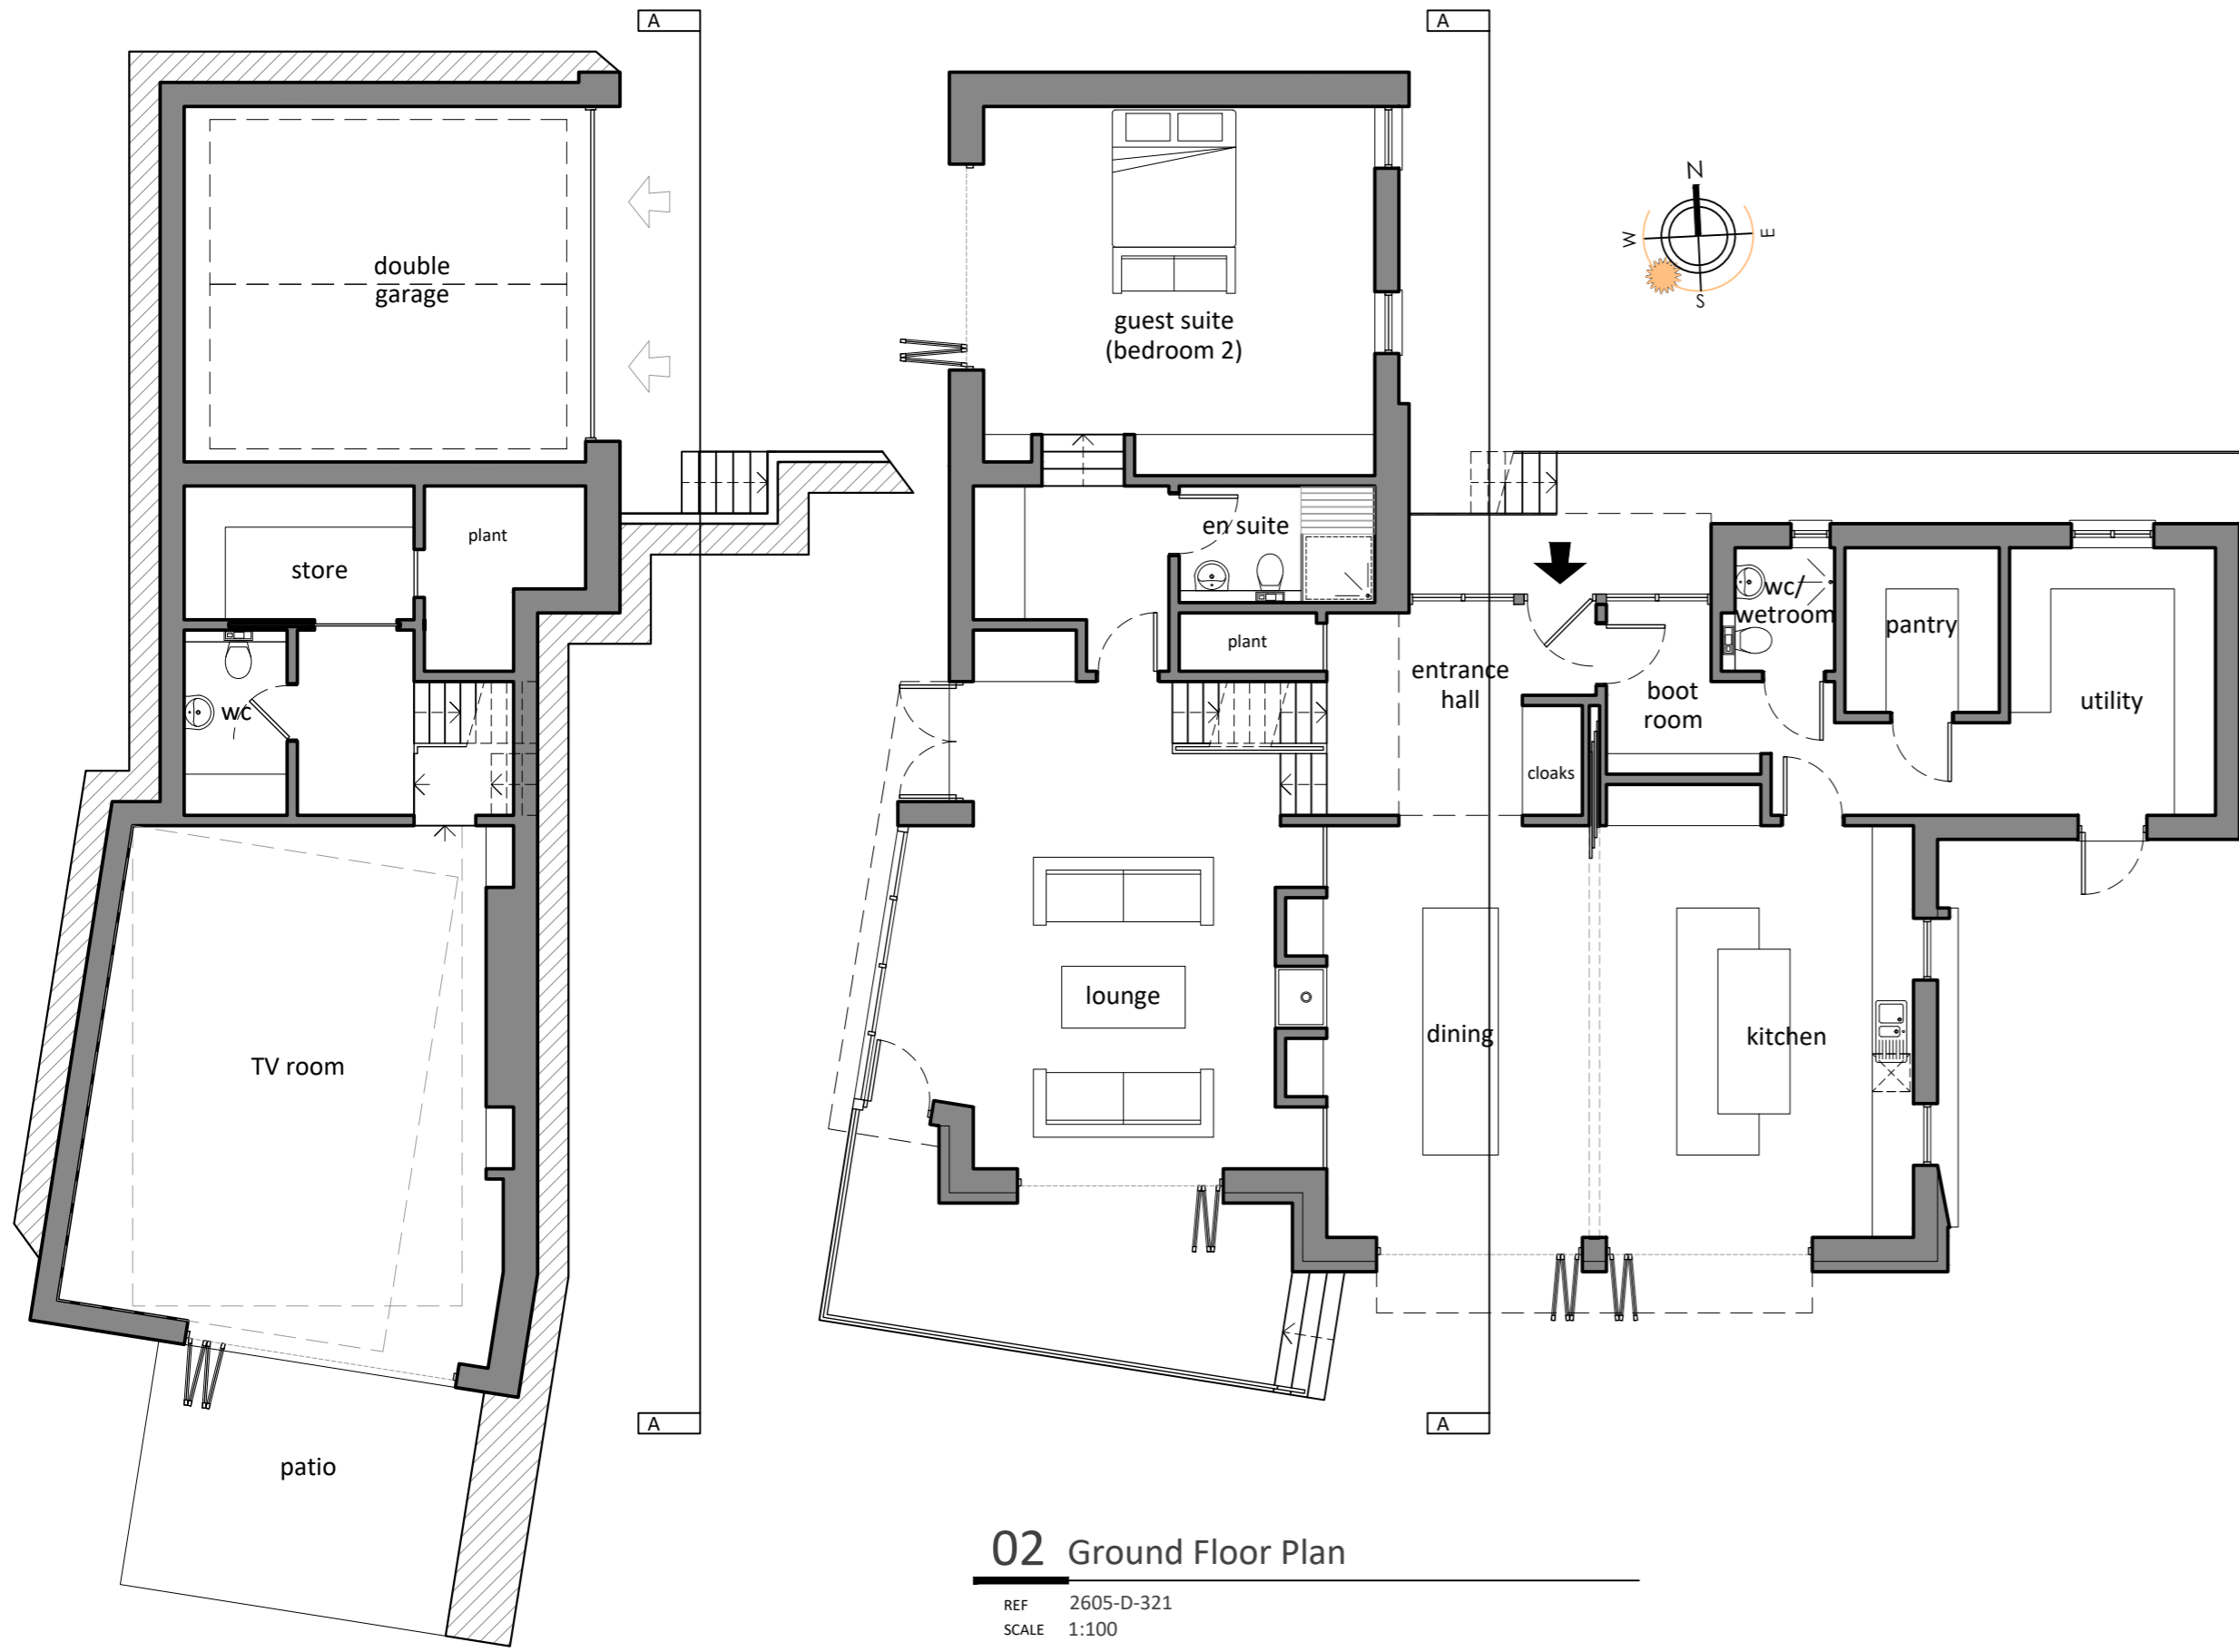 A
A
N
W
E
S
double
garage
guest suite
(bedroom 2)
store
plant
en suite
wc/
wetroom
pantry
plant
entrance
hall
boot
room
utility
wc
cloaks
lounge
dining
kitchen
TV room
A
A
patio
02 Ground Floor Plan
REF 2605-D-321
SCALE 1:100